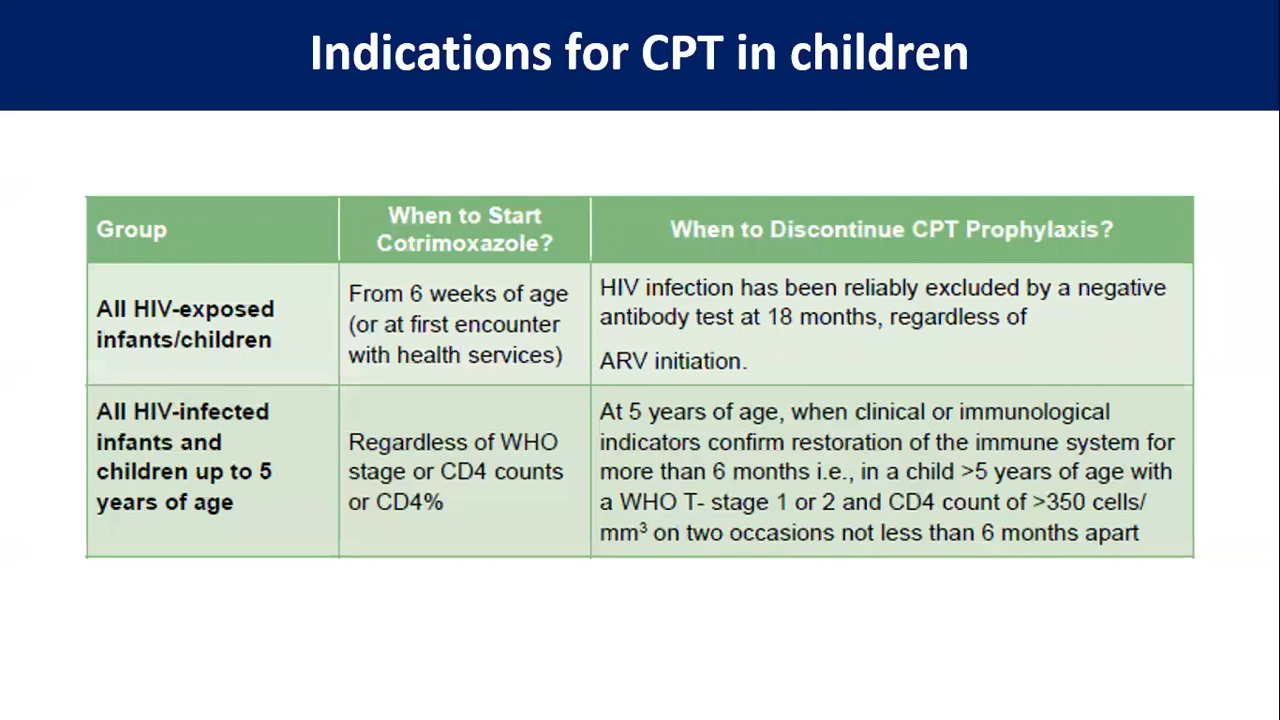 Indications for CPT in children
Group
When to Start
Cotrimoxazole?
When to Discontinue CPT Prophylaxis?
All HIV-exposed
infants/children
From 6 weeks of age
(or at first encounter
with health services)
HIV infection has been reliably excluded by a negative
antibody test at 18 months, regardless of
ARV initiation.
All HIV-infected
infants and
children up to 5
years of age
Regardless of WHO
stage or CD4 counts
or CD4%
At 5 years of age, when clinical or immunological
indicators confirm restoration of the immune system for
more than 6 months i.e., in a child >5 years of age with
a WHO T- stage 1 or 2 and CD4 count of >350 cells/
mm³ on two occasions not less than 6 months apart